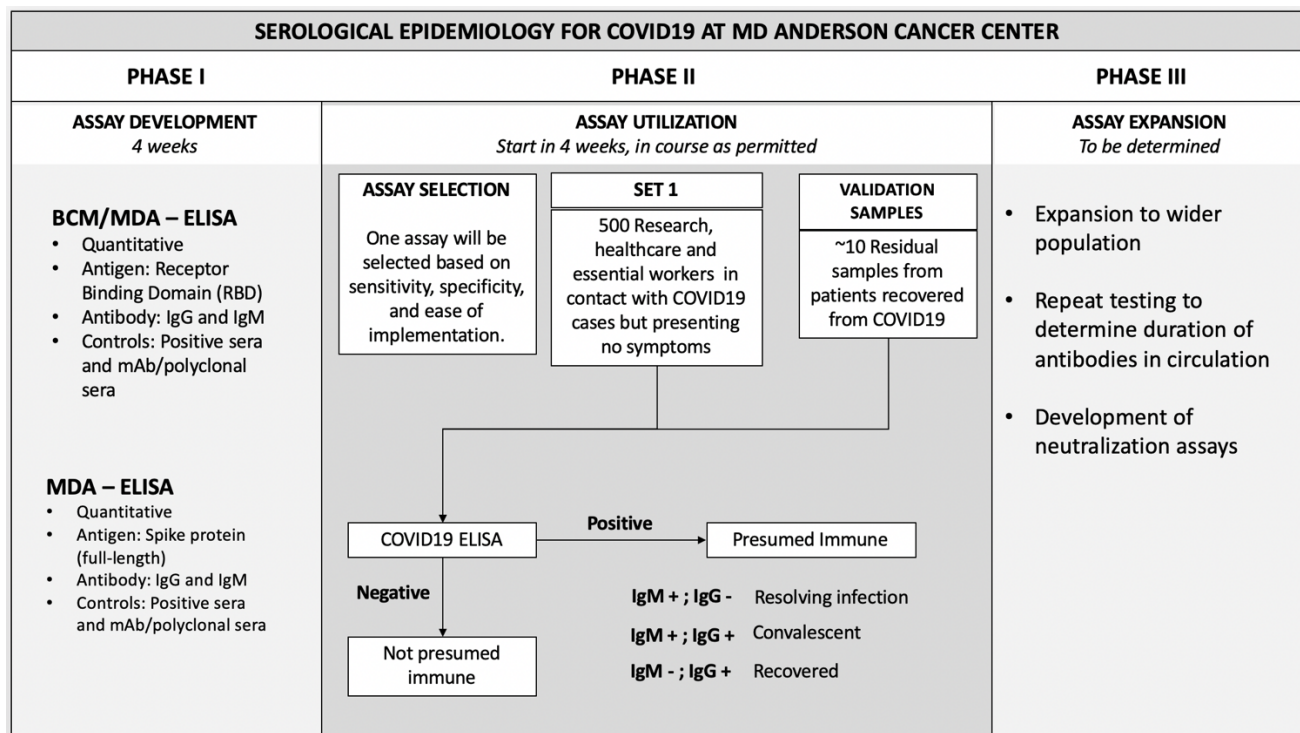 SEROLOGICAL EPIDEMIOLOGY FOR COVID19 AT MD ANDERSON CANCER CENTER
PHASE I
PHASE II
PHASE III
ASSAY DEVELOPMENT
4 weeks
ASSAY UTILIZATION
Start in 4 weeks, in course as permitted
ASSAY EXPANSION
To be determined
BCM/MDA – ELISA
• Quantitative
• Antigen: Receptor
Binding Domain (RBD)
• Antibody: IgG and IgM
• Controls: Positive sera
and mAb/polyclonal
sera
MDA – ELISA
• Quantitative
• Antigen: Spike protein
(full-length)
• Antibody: IgG and IgM
• Controls: Positive sera
and mAb/polyclonal sera
ASSAY SELECTION
One assay will be
selected based on
sensitivity, specificity,
and ease of
implementation.
SET 1
500 Research,
healthcare and
essential workers in
contact with COVID19
cases but presenting
no symptoms
VALIDATION
SAMPLES
~10 Residual
samples from
patients recovered
from COVID19
COVID19 ELISA
Positive
Presumed Immune
Negative
Not presumed
immune
IgM + ; IgG - Resolving infection
IgM + ; IgG + Convalescent
IgM - ; IgG + Recovered
• Expansion to wider
population
• Repeat testing to
determine duration of
antibodies in circulation
• Development of
neutralization assays